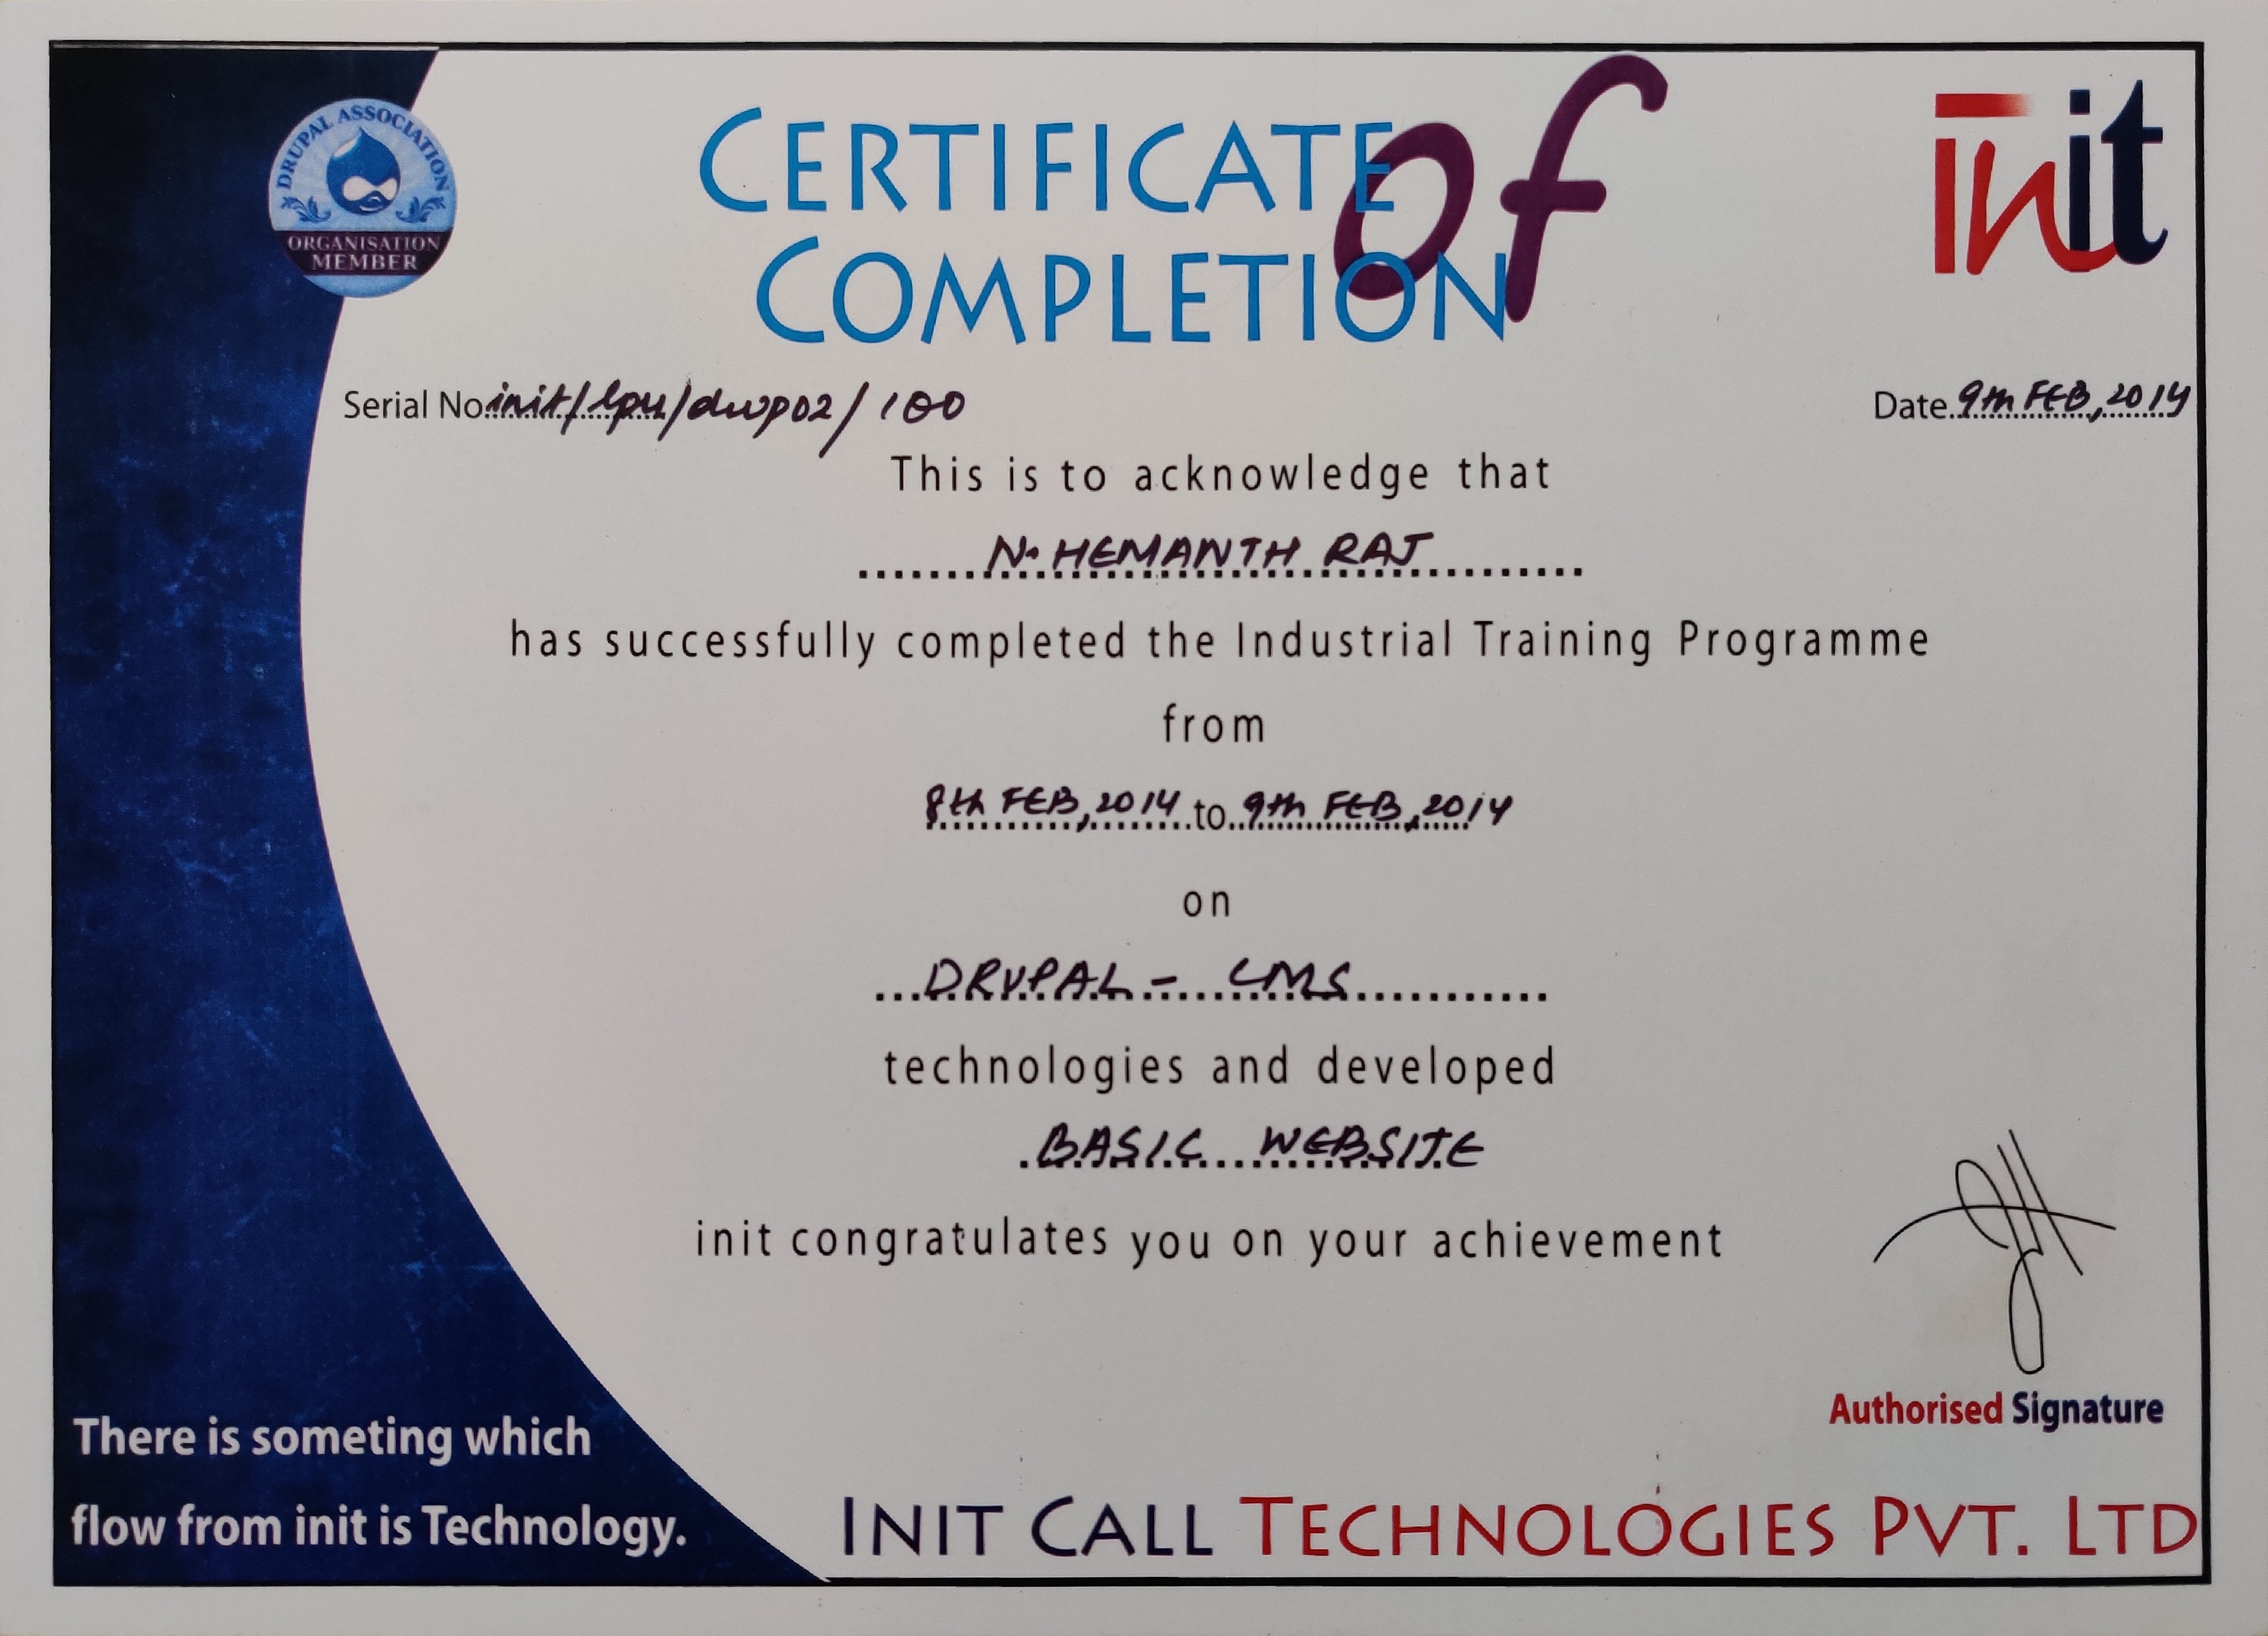 DRUPAL ASSOCIATION
ORGANISATION
MEMBER
CERTIFICATE of
COMPLETION
init
Serial No init/lpu/dwp02/100
Date 9th FEB, 2014
This is to acknowledge that
N. HEMANTH RAJ
has successfully completed the Industrial Training Programme
from
8th FEB, 2014 to 9th FEB, 2014
on
DRUPAL - CMS
technologies and developed
BASIC WEBSITE
init congratulates you on your achievement
Authorised Signature
There is someting which
flow from init is Technology.
INIT CALL TECHNOLOGIES PVT. LTD